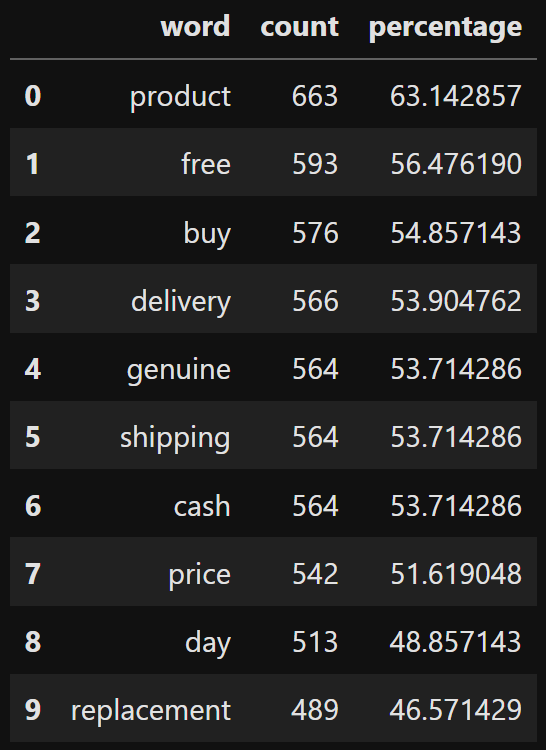 word count percentage
0 product 663 63.142857
1 free 593 56.476190
2 buy 576 54.857143
3 delivery 566 53.904762
4 genuine 564 53.714286
5 shipping 564 53.714286
6 cash 564 53.714286
7 price 542 51.619048
8 day 513 48.857143
9 replacement 489 46.571429